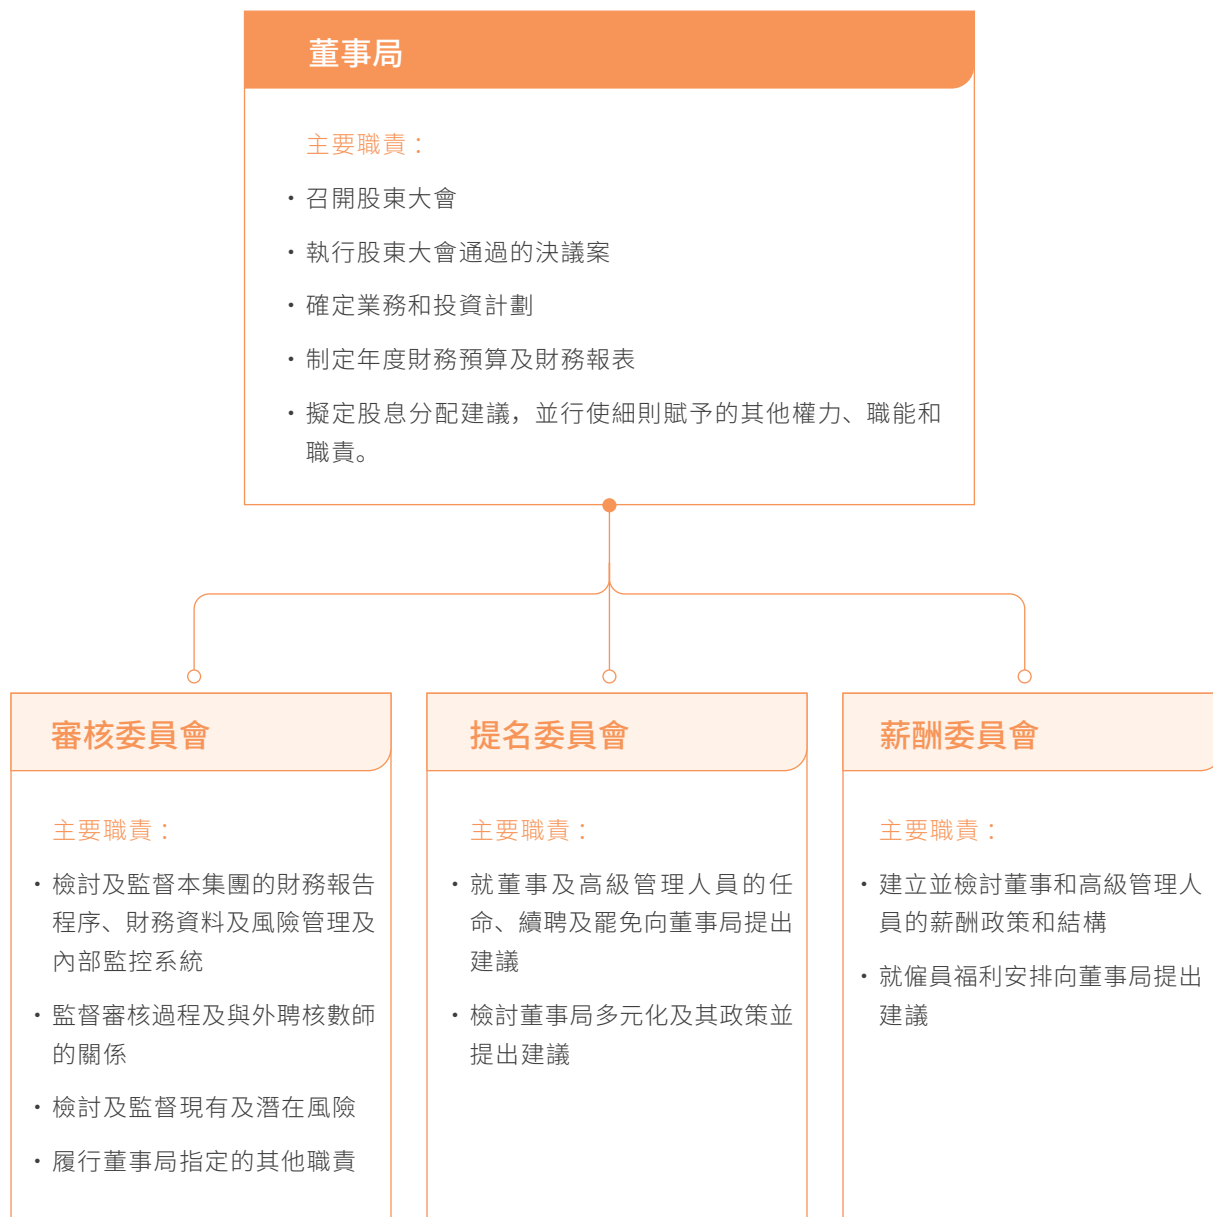 董事局
主要職責：
・召開股東大會
・執行股東大會通過的決議案
・確定業務和投資計劃
・制定年度財務預算及財務報表
・擬定股息分配建議，並行使細則賦予的其他權力、職能和
職責。
審核委員會
主要職責：
・檢討及監督本集團的財務報告
程序、財務資料及風險管理及
內部監控系統
・監督審核過程及與外聘核數師
的關係
・檢討及監督現有及潛在風險
・履行董事局指定的其他職責
提名委員會
主要職責：
・就董事及高級管理人員的任
命、續聘及罷免向董事局提出
建議
・檢討董事局多元化及其政策並
提出建議
薪酬委員會
主要職責：
・建立並檢討董事和高級管理人
員的薪酬政策和結構
・就僱員福利安排向董事局提出
建議